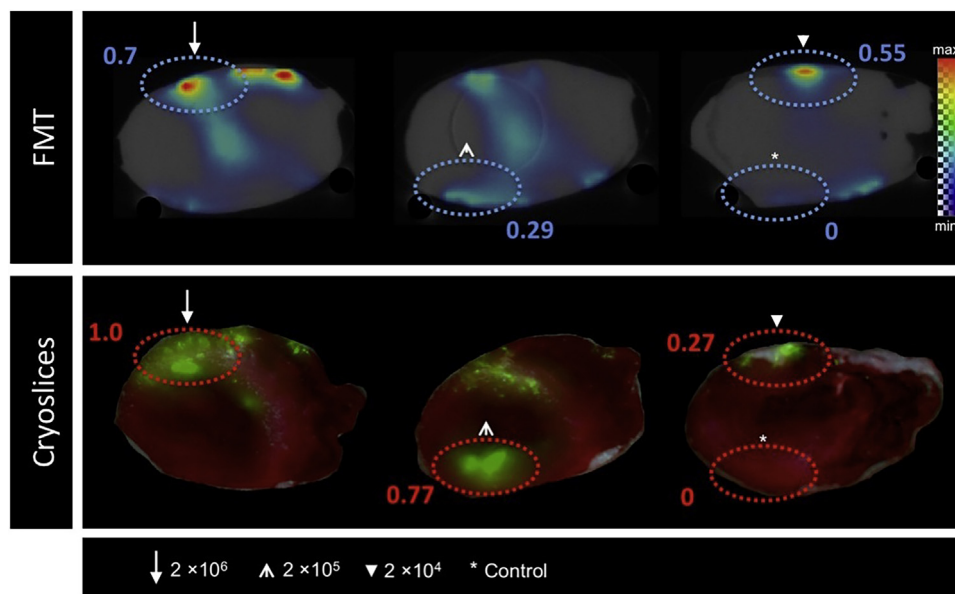 FMT
0.7
0.55
max
*
0.29
0
min
Cryoslices
1.0
0.27
*
0.77
0
2 ×10⁶ 2 ×10⁵ 2 ×10⁴ * Control